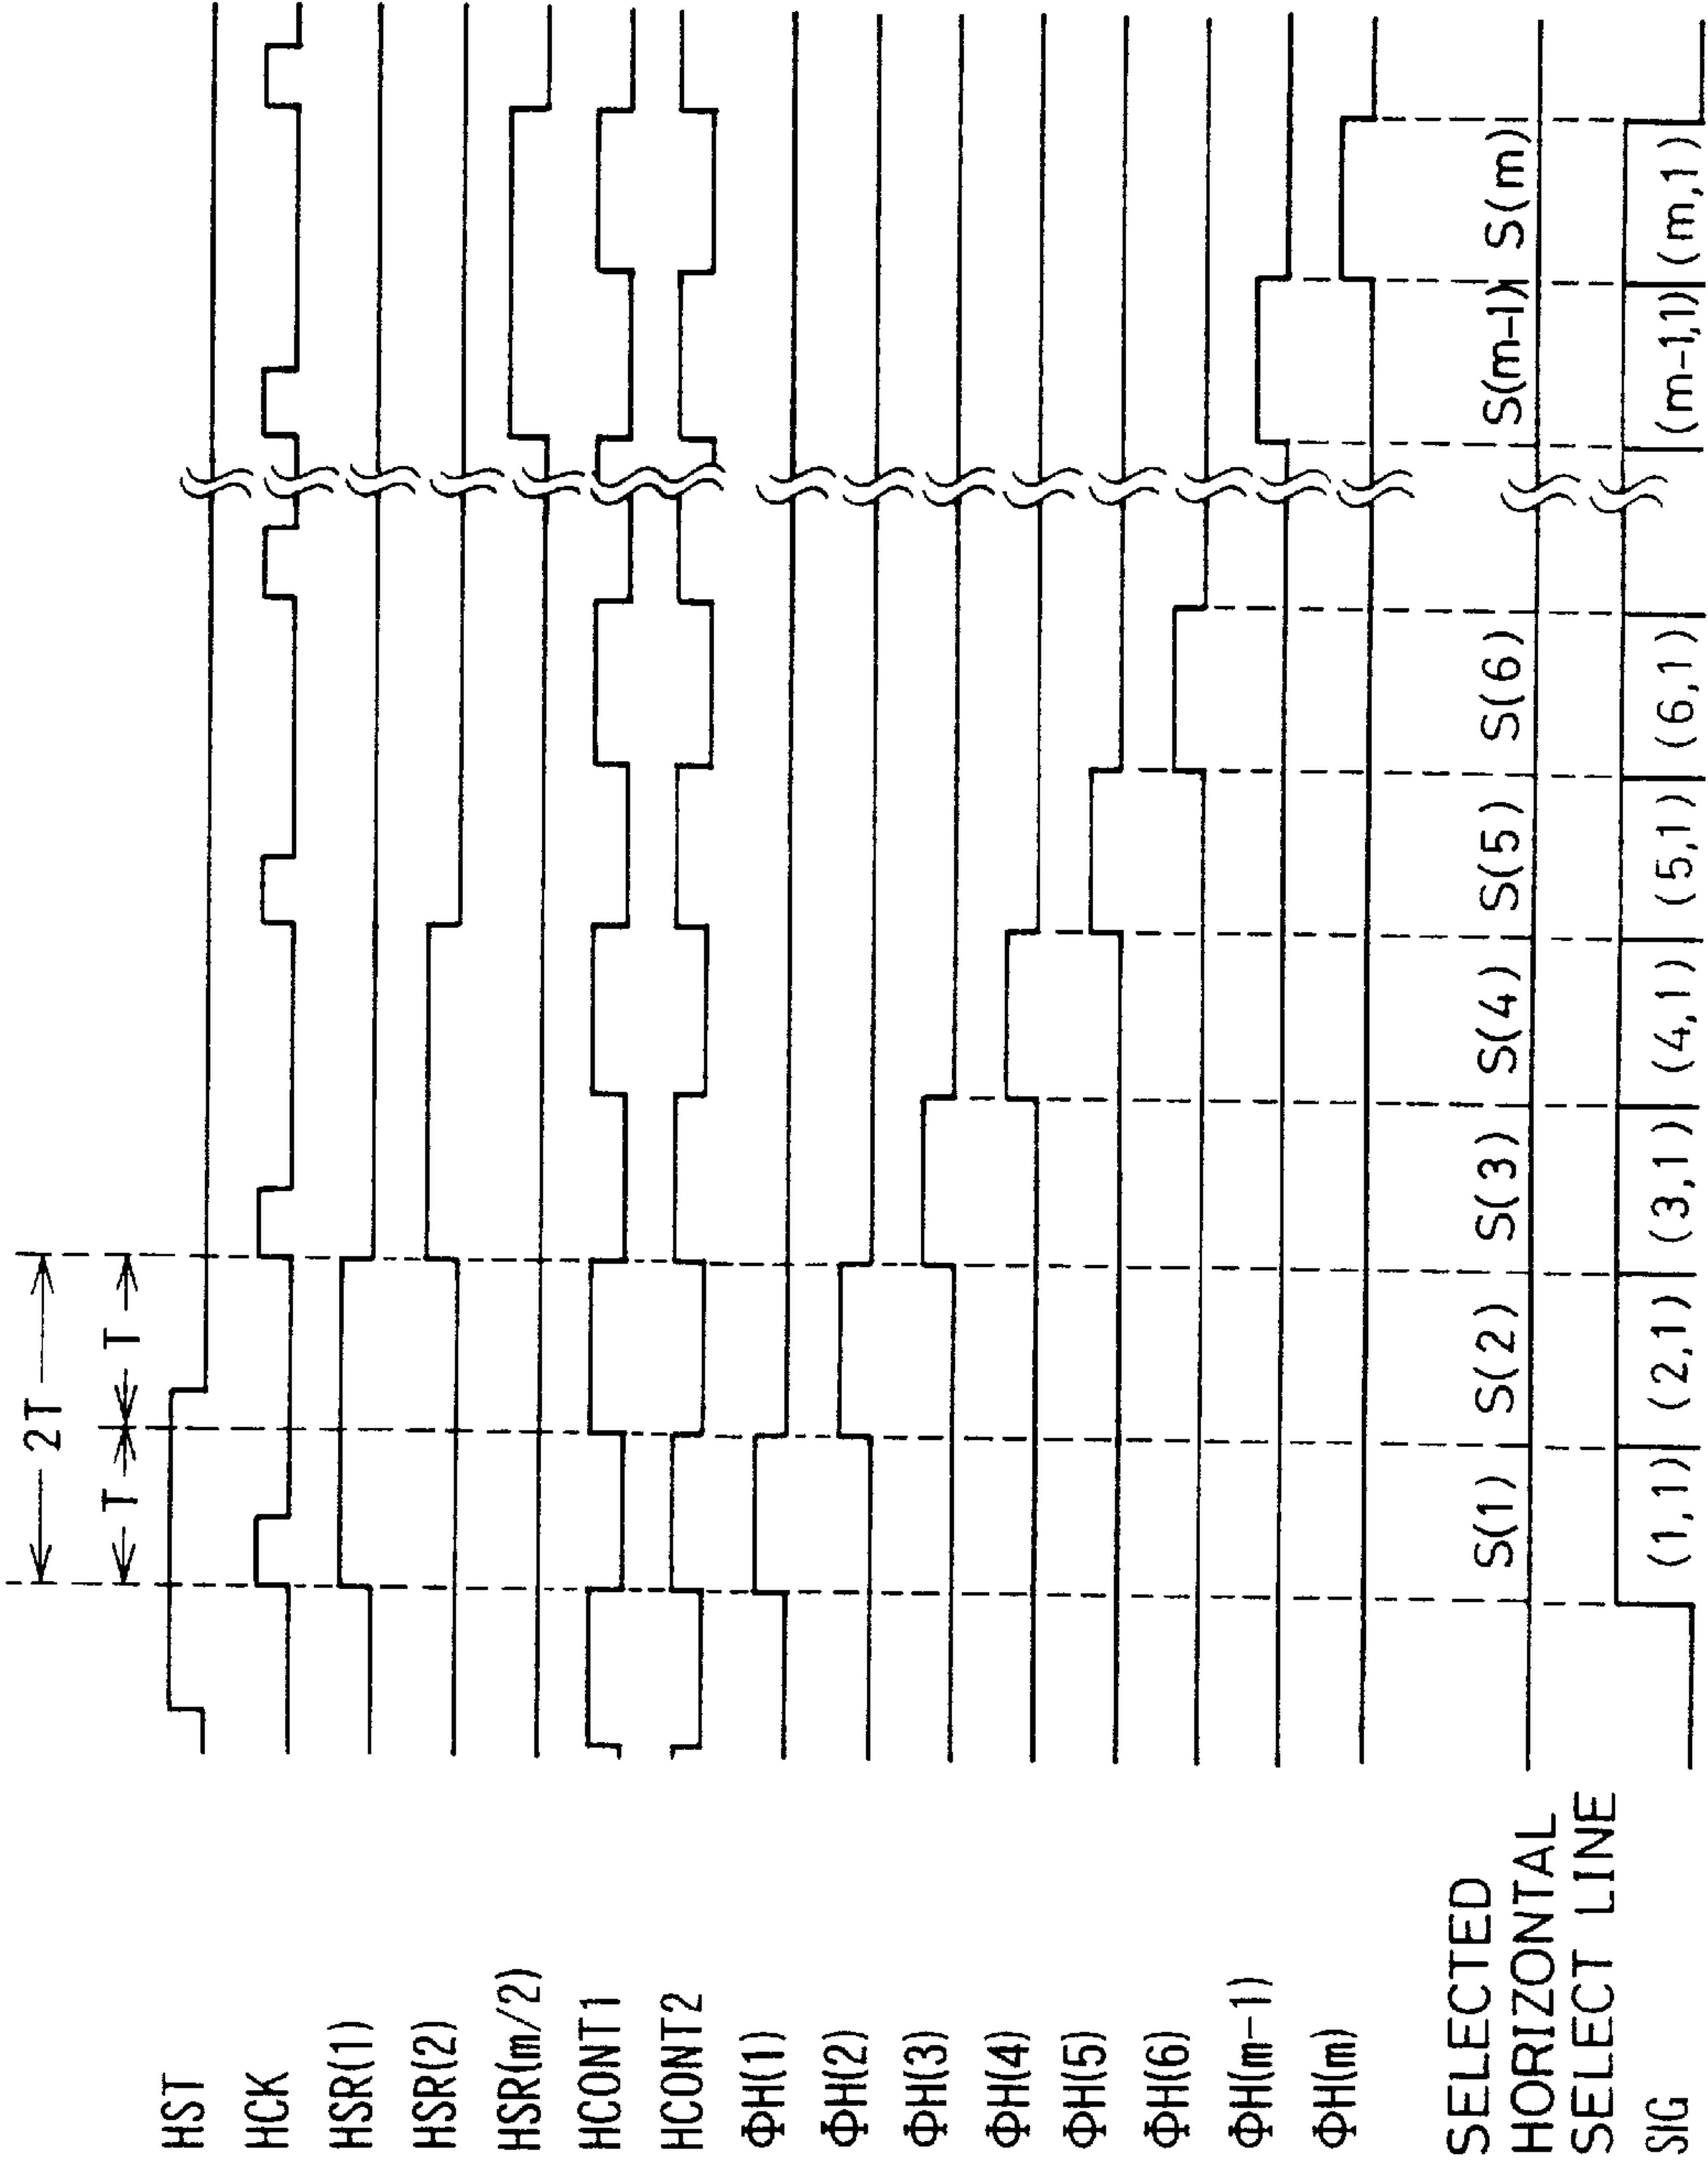 2T
T T
HST
HCK
HSR(1)
HSR(2)
HSR(m/2)
HCONT1
HCONT2
ΦH(1)
ΦH(2)
ΦH(3)
ΦH(4)
ΦH(5)
ΦH(6)
ΦH(m-1)
ΦH(m)
SELECTED
HORIZONTAL
SELECT LINE
S(1) S(2) S(3) S(4) S(5) S(6) S(m-1) S(m)
SIG (1,1) (2,1) (3,1) (4,1) (5,1) (6,1) (m-1,1) (m,1)